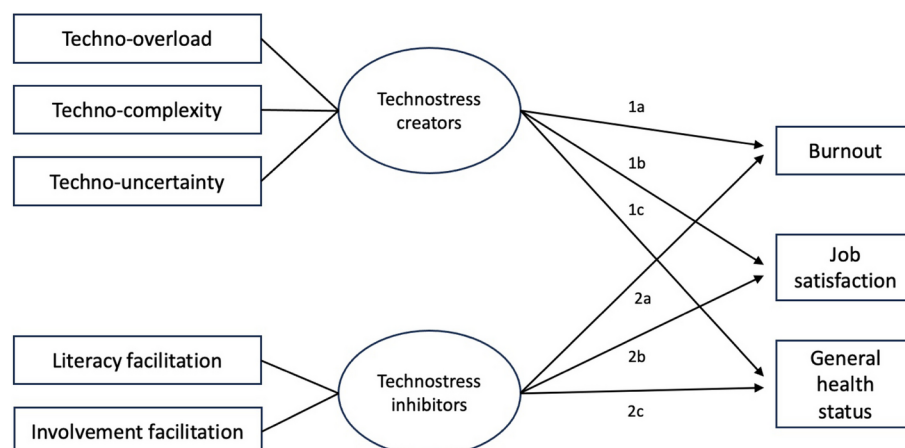 Techno-overload
Techno-complexity
Techno-uncertainty
Technostress
creators
1a
1b
1c
Burnout
Job
satisfaction
General
health
status
2a
2b
2c
Literacy facilitation
Involvement facilitation
Technostress
inhibitors